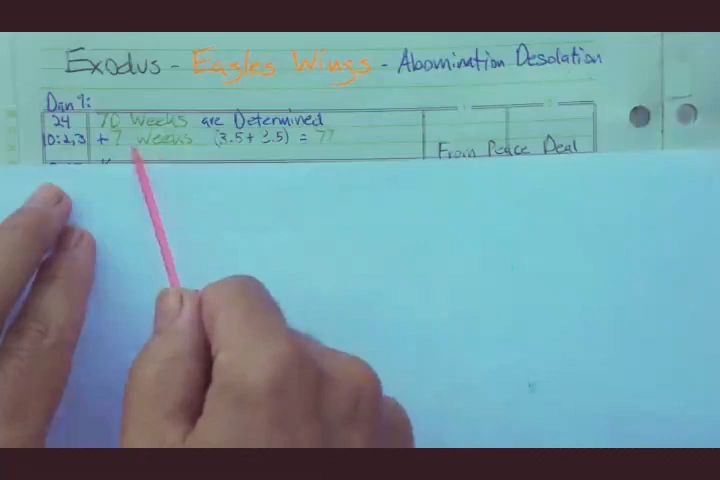 Exodus - Eagles Wings - Abomination Desolation
Dan 9:
24 70 Weeks are Determined
10:2,3 + 7 weeks (3.5 + 3.5) = 77
From Peace Deal